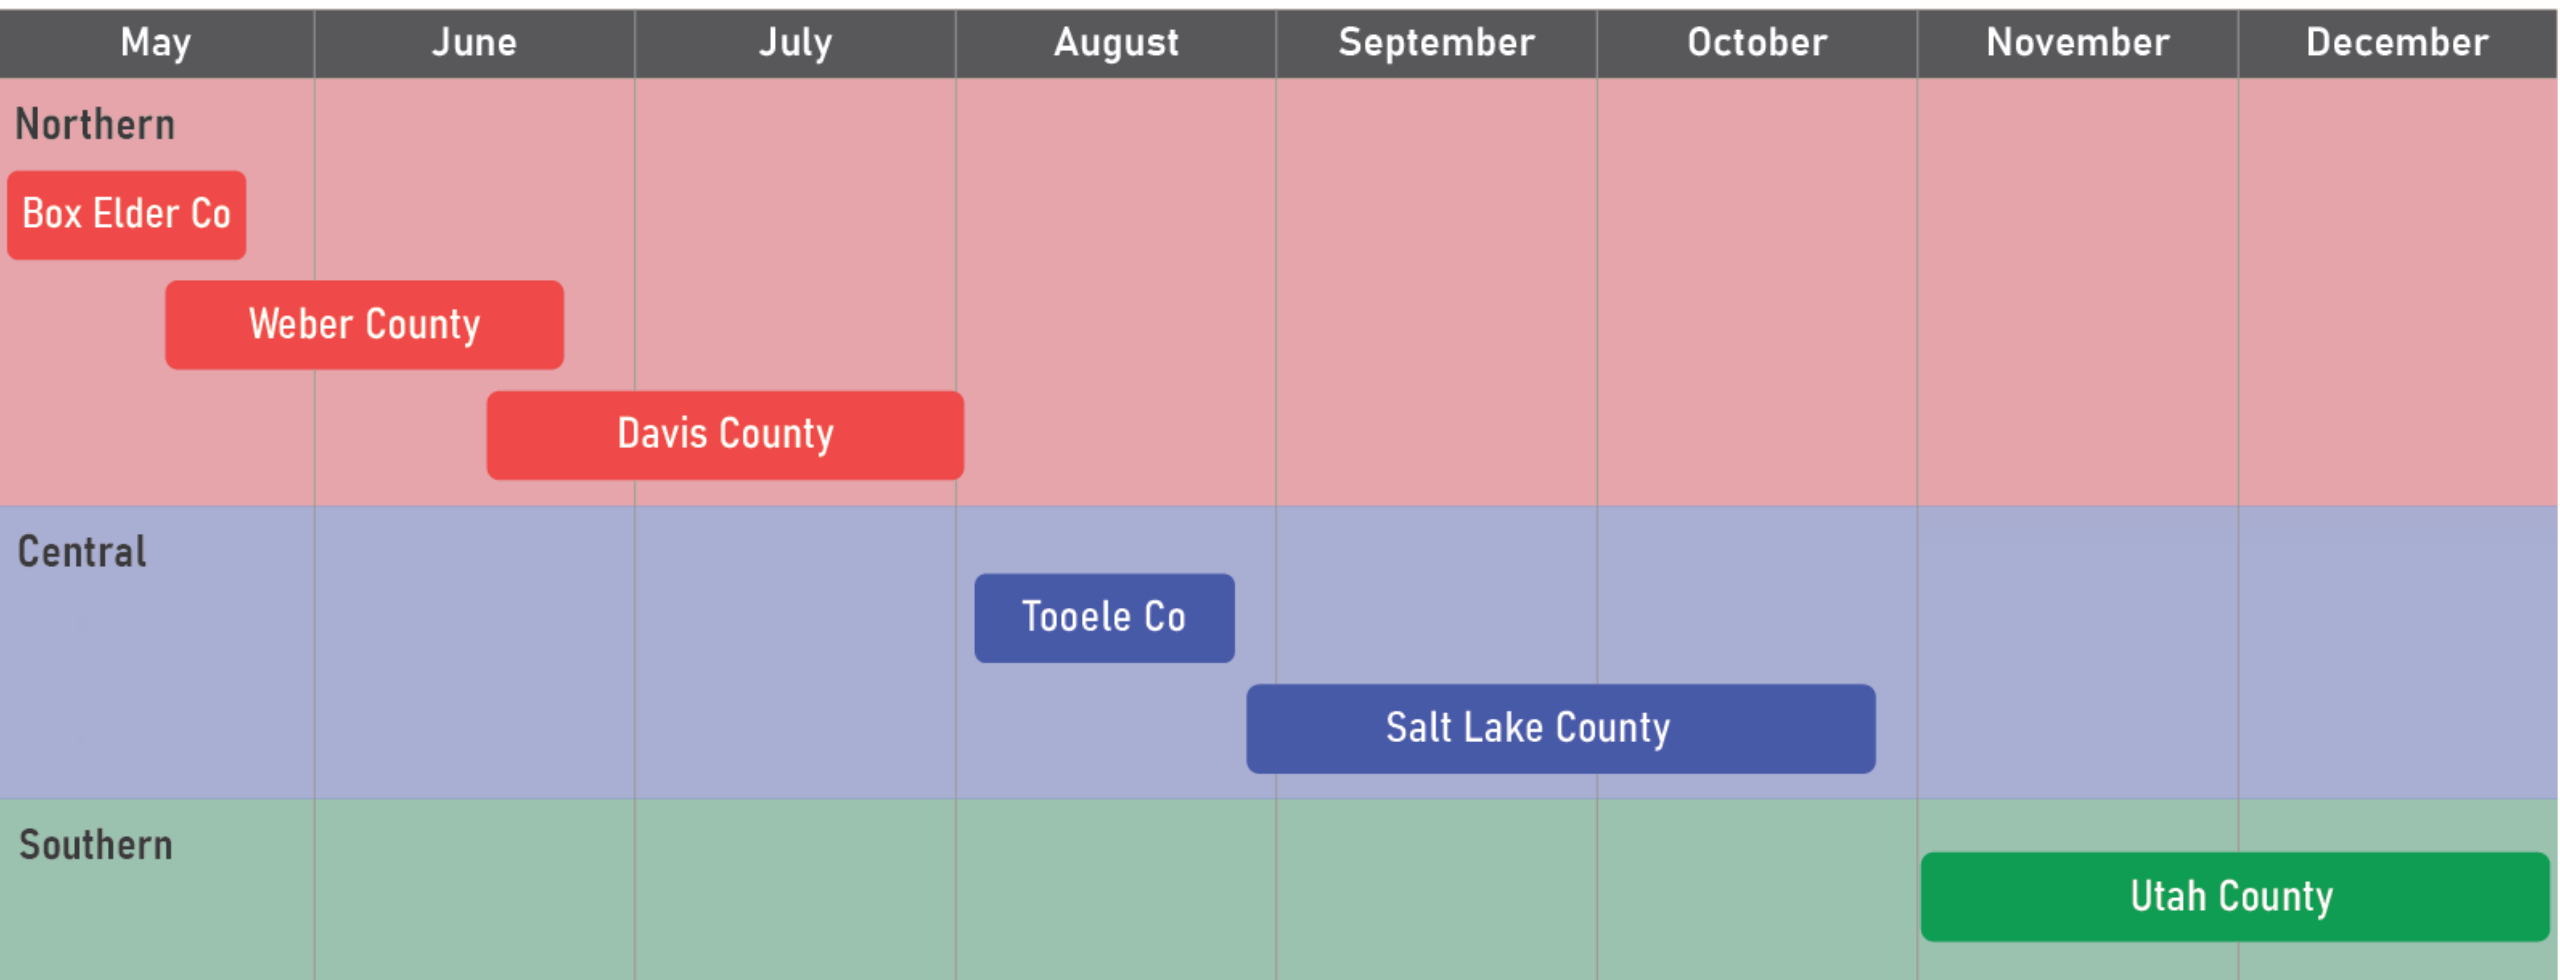 May June July August September October November December
Northern
Box Elder Co
Weber County
Davis County
Central
Tooele Co
Salt Lake County
Southern
Utah County